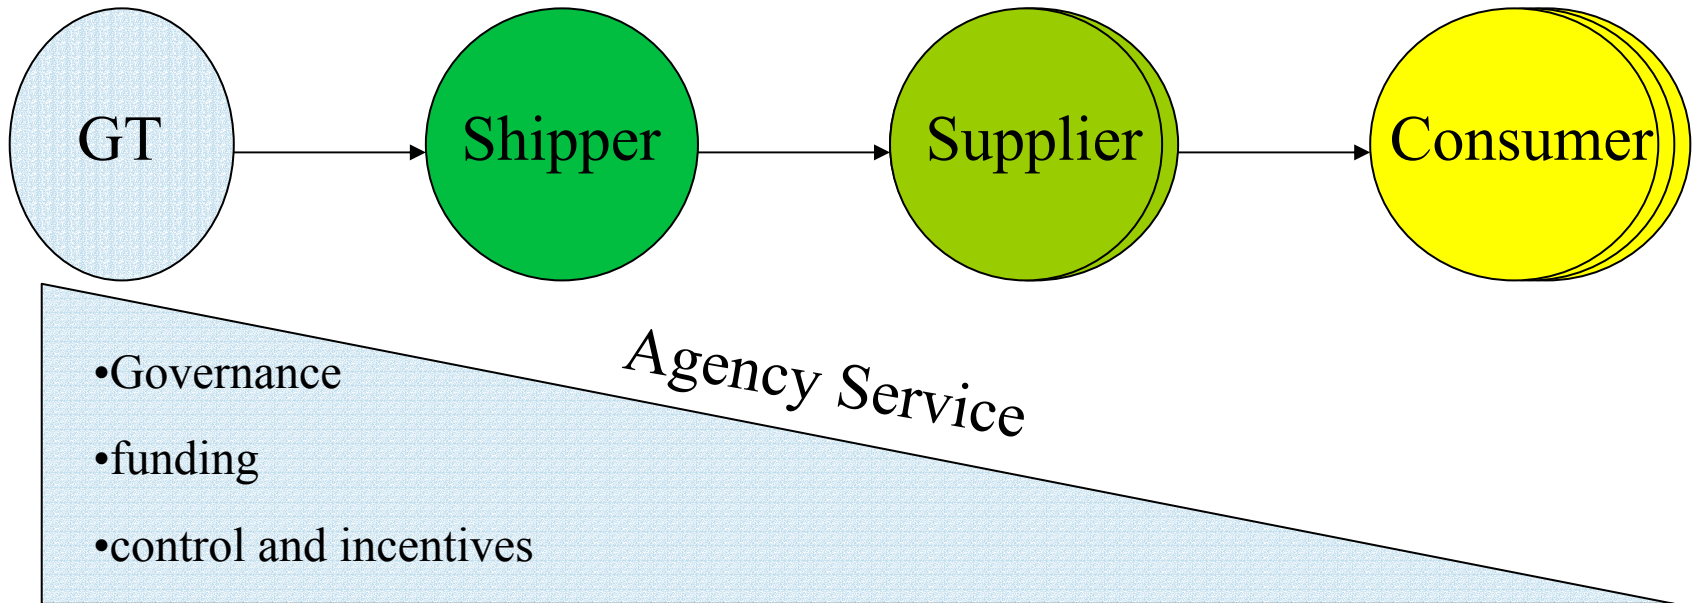 GT
Shipper
Supplier
Consumer
Agency Service
•Governance
•funding
•control and incentives